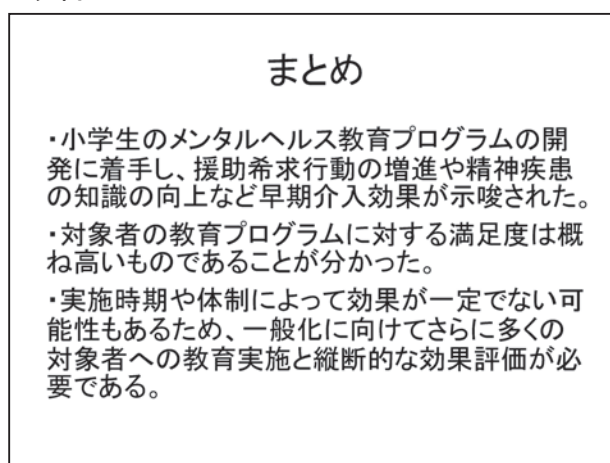 まとめ
・小学生のメンタルヘルス教育プログラムの開
発に着手し、援助希求行動の増進や精神疾患
の知識の向上など早期介入効果が示唆された。
・対象者の教育プログラムに対する満足度は概
ね高いものであることが分かった。
・実施時期や体制によって効果が一定でない可
能性もあるため、一般化に向けてさらに多くの
対象者への教育実施と縦断的な効果評価が必
要である。